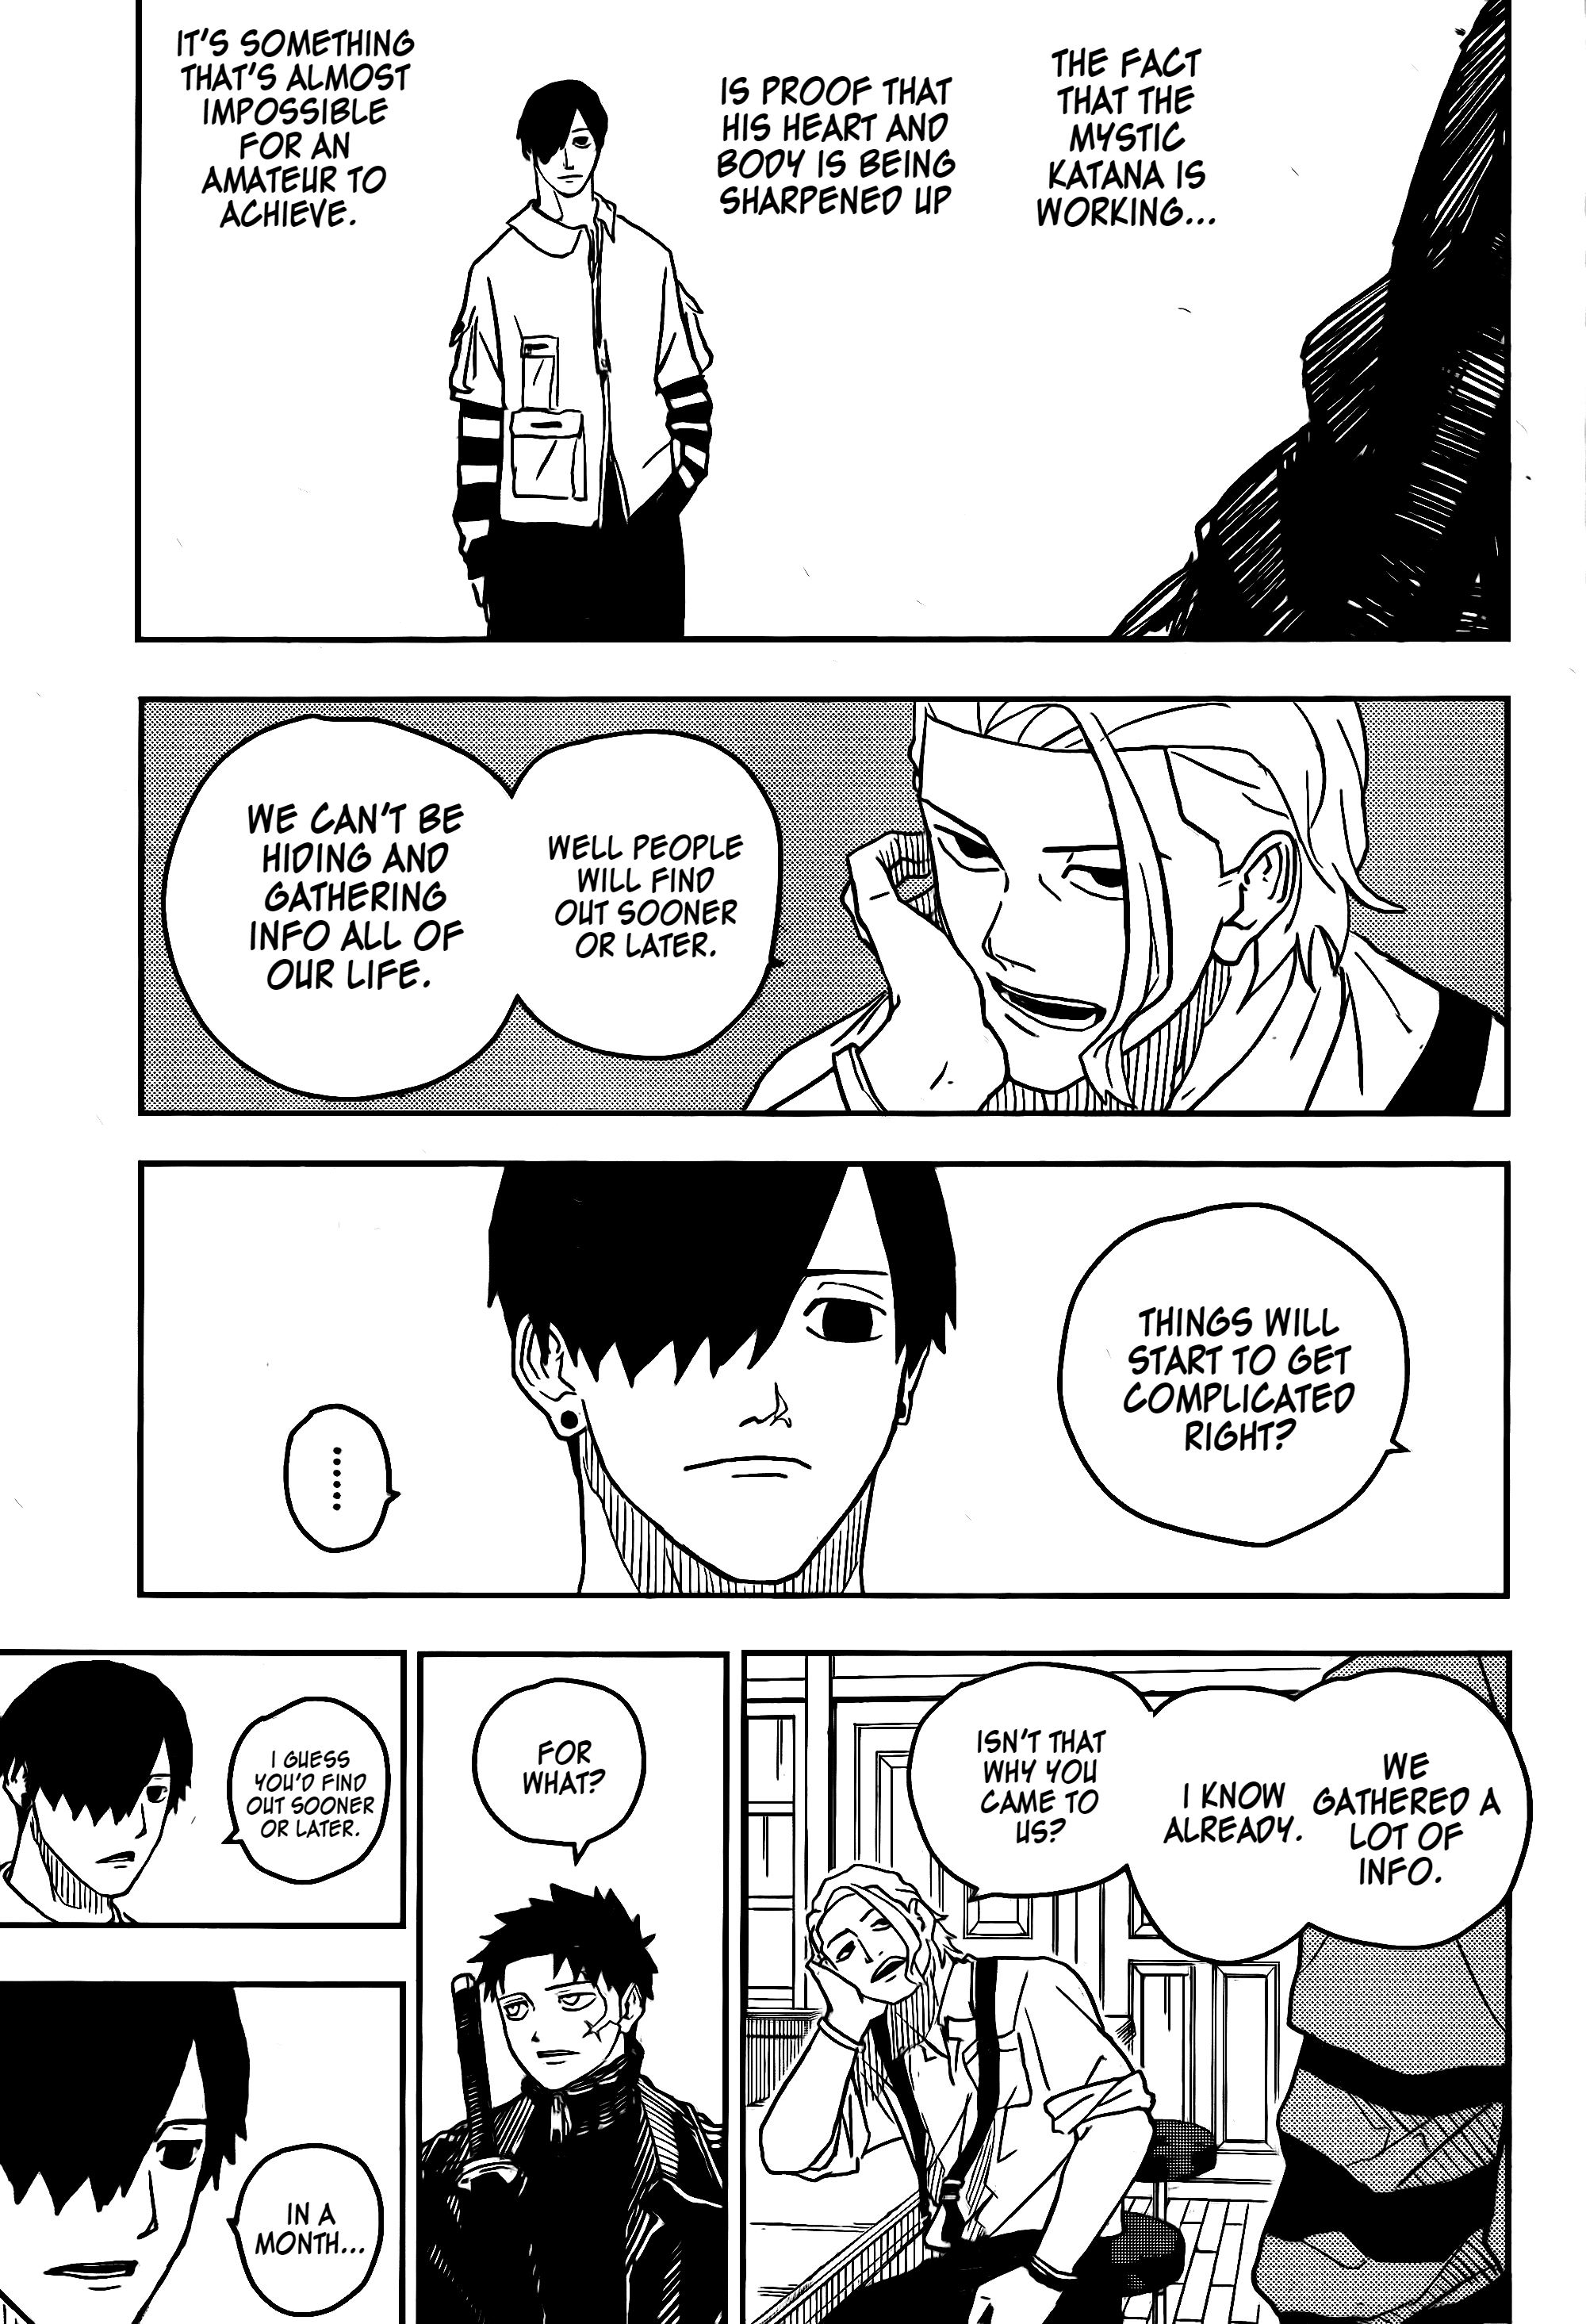 THE FACT
THAT THE
MYSTIC
KATANA IS
WORKING...
IS PROOF THAT
HIS HEART AND
BODY IS BEING
SHARPENED UP
IT'S SOMETHING
THAT'S ALMOST
IMPOSSIBLE
FOR AN
AMATEUR TO
ACHIEVE.
WELL PEOPLE
WILL FIND
OUT SOONER
OR LATER.
WE CAN'T BE
HIDING AND
GATHERING
INFO ALL OF
OUR LIFE.
THINGS WILL
START TO GET
COMPLICATED
RIGHT?
......
WE
GATHERED A
LOT OF
INFO.
I KNOW
ALREADY.
ISN'T THAT
WHY YOU
CAME TO
US?
FOR
WHAT?
I GUESS
YOU'D FIND
OUT SOONER
OR LATER.
IN A
MONTH...